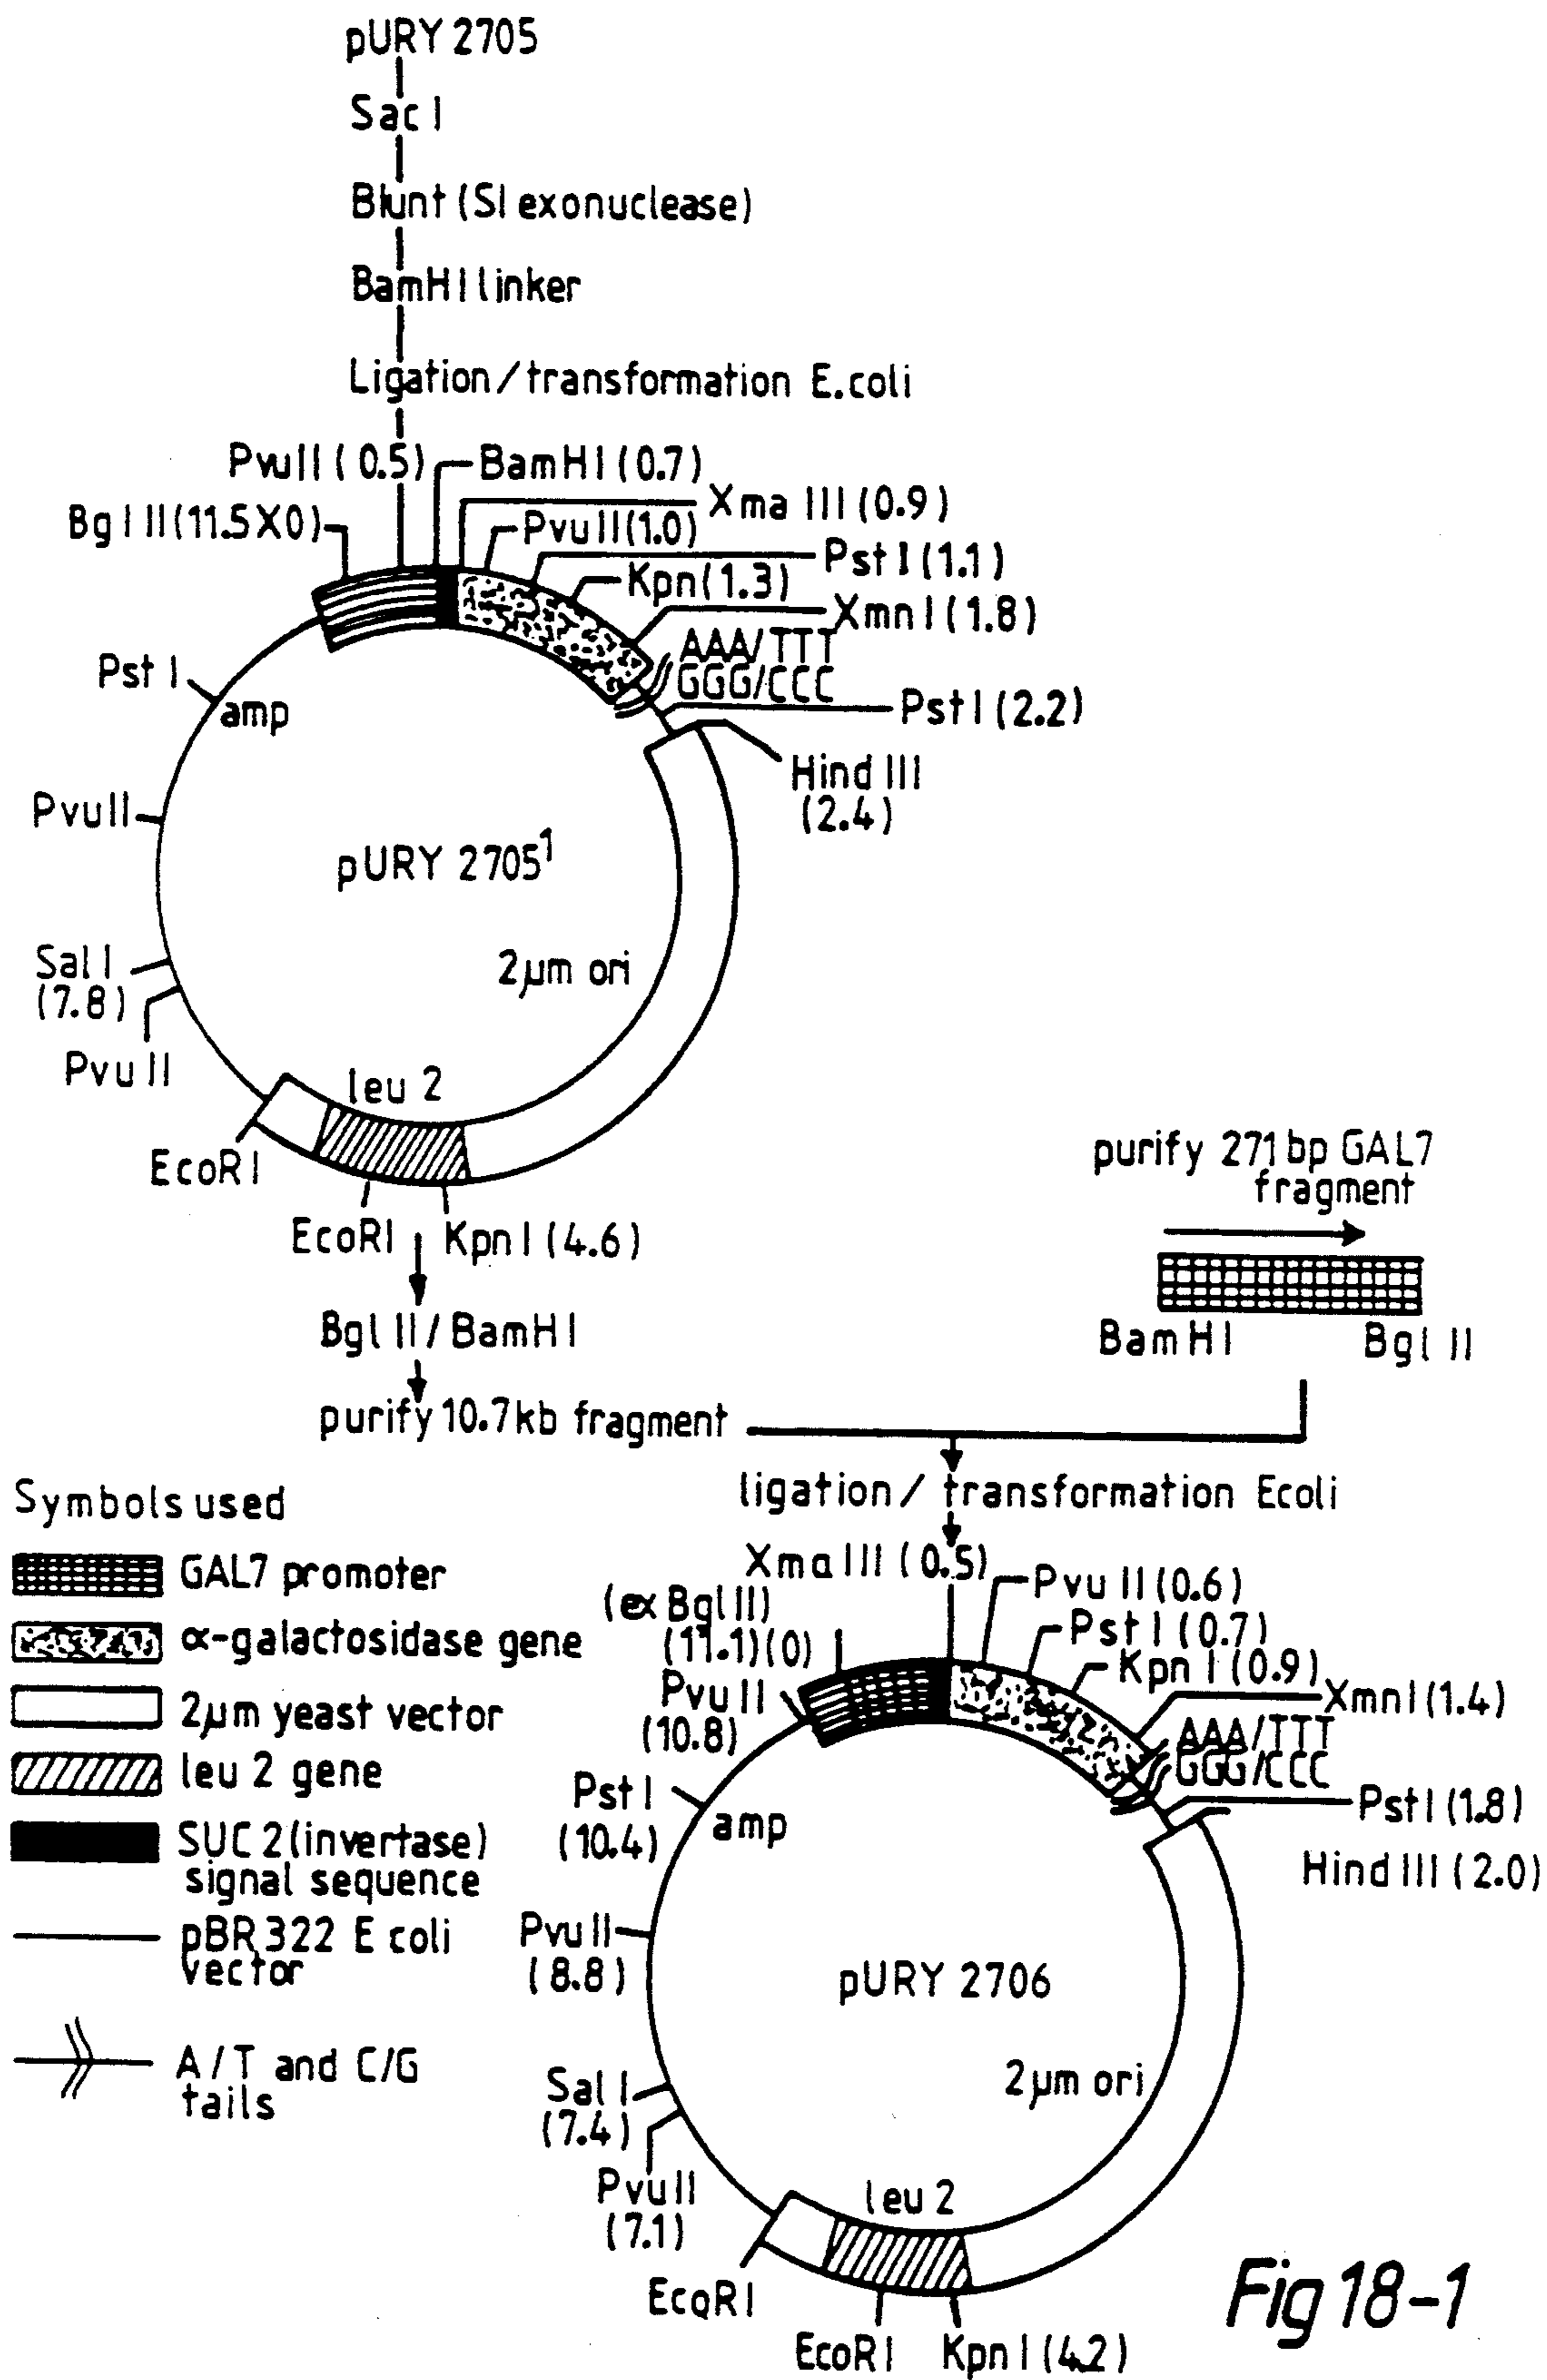 pURY 2705
Sac I
Blunt (SI exonuclease)
BamHI linker
Ligation/transformation E.coli
PvuII (0.5)
BamHI (0.7)
Xma III (0.9)
Bgl II (11.5X0)
PvuII (1.0)
Pst I (1.1)
Kpn (1.3)
XmnI (1.8)
AAA/TTT
GGG/CCC
Pst I
amp
PstI (2.2)
Hind III
(2.4)
PvuII
pURY 2705¹
Sal I
(7.8)
2µm ori
Pvu II
leu 2
EcoRI
EcoRI
KpnI (4.6)
purify 271bp GAL7
fragment
BamHI
Bgl II
Bgl II / BamHI
purify 10.7kb fragment
ligation / transformation Ecoli
Symbols used
GAL7 promoter
α-galactosidase gene
2µm yeast vector
leu 2 gene
SUC 2 (invertase)
signal sequence
pBR322 E coli
vector
A/T and C/G
tails
Xma III (0.5)
Pvu II (0.6)
(ex Bgl II)
(11.1)(0)
Pst I (0.7)
Kpn I (0.9)
XmnI (1.4)
Pvu II
(10.8)
AAA/TTT
GGG/CCC
Pst I
(10.4)
amp
PstI (1.8)
Hind III (2.0)
Pvu II
(8.8)
pURY 2706
Sal I
(7.4)
2µm ori
Pvu II
(7.1)
leu 2
EcoRI
EcoRI
KpnI (4.2)
Fig 18-1